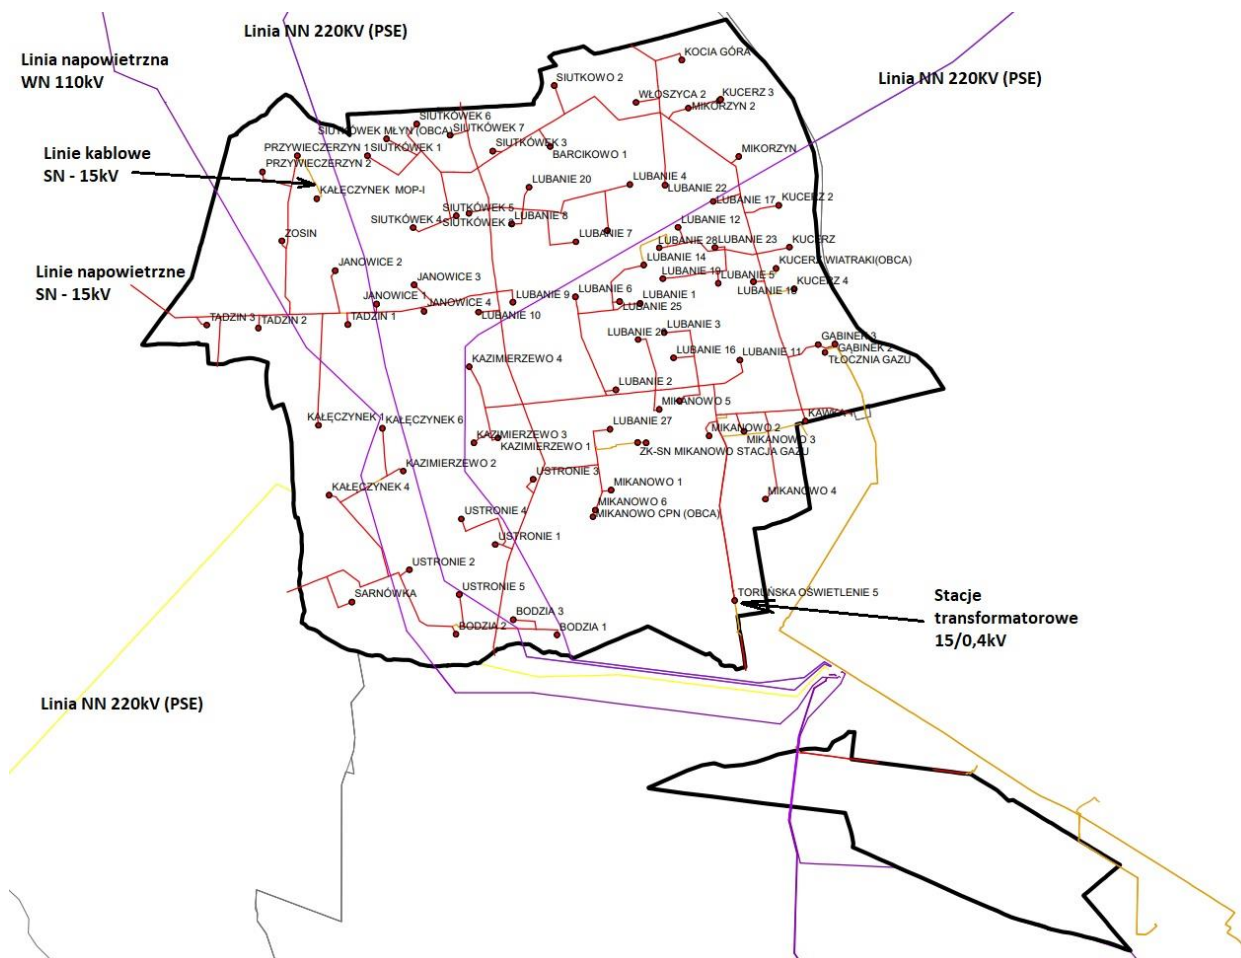 Linia NN 220KV (PSE)
Linia napowietrzna
WN 110kV
Linia NN 220KV (PSE)
Linie kablowe
SN - 15kV
Linie napowietrzne
SN - 15kV
Linia NN 220kV (PSE)
Stacje
transformatorowe
15/0,4kV
KOCIA GÓRA
SIUTKOWO 2
WŁOSZYCA 2
KUCERZ 3
MIKORZYN 2
SIUTKÓWEK 6
SIUTKÓWEK MŁYN (OBCA)
SIUTKÓWEK 7
SIUTKÓWEK 3
PRZYWIECZERZYN 1
SIUTKÓWEK 1
BARCIKOWO 1
MIKORZYN
PRZYWIECZERZYN 2
KAŁĘCZYNEK MOP-I
LUBANIE 20
LUBANIE 4
LUBANIE 22
LUBANIE 17
KUCERZ 2
SIUTKÓWEK 5
SIUTKÓWEK 4
LUBANIE 8
LUBANIE 12
ZOSIN
LUBANIE 7
LUBANIE 28
LUBANIE 23
KUCERZ
LUBANIE 14
KUCERZ WIATRAKI(OBCA)
JANOWICE 2
JANOWICE 3
LUBANIE 19
LUBANIE 5
KUCERZ 4
JANOWICE 1
JANOWICE 4
LUBANIE 9
LUBANIE 10
LUBANIE 6
LUBANIE 1
LUBANIE 25
TADZIN 3
TADZIN 2
TADZIN 1
LUBANIE 3
GĄBINEK 3
GĄBINEK 2
TŁOCZNIA GAZU
LUBANIE 16
LUBANIE 11
KAZIMIERZEWO 4
LUBANIE 2
MIKANOWO 5
KAŁĘCZYNEK 1
KAŁĘCZYNEK 6
LUBANIE 27
MIKANOWO 2
MIKANOWO 3
KAZIMIERZEWO 3
KAZIMIERZEWO 1
ZK-SN MIKANOWO STACJA GAZU
KAZIMIERZEWO 2
USTRONIE 3
KAŁĘCZYNEK 4
MIKANOWO 1
MIKANOWO 4
MIKANOWO 6
MIKANOWO CPN (OBCA)
USTRONIE 4
USTRONIE 1
USTRONIE 2
USTRONIE 5
SARNÓWKA
TORUŃSKA OŚWIETLENIE 5
BODZIA 3
BODZIA 2
BODZIA 1